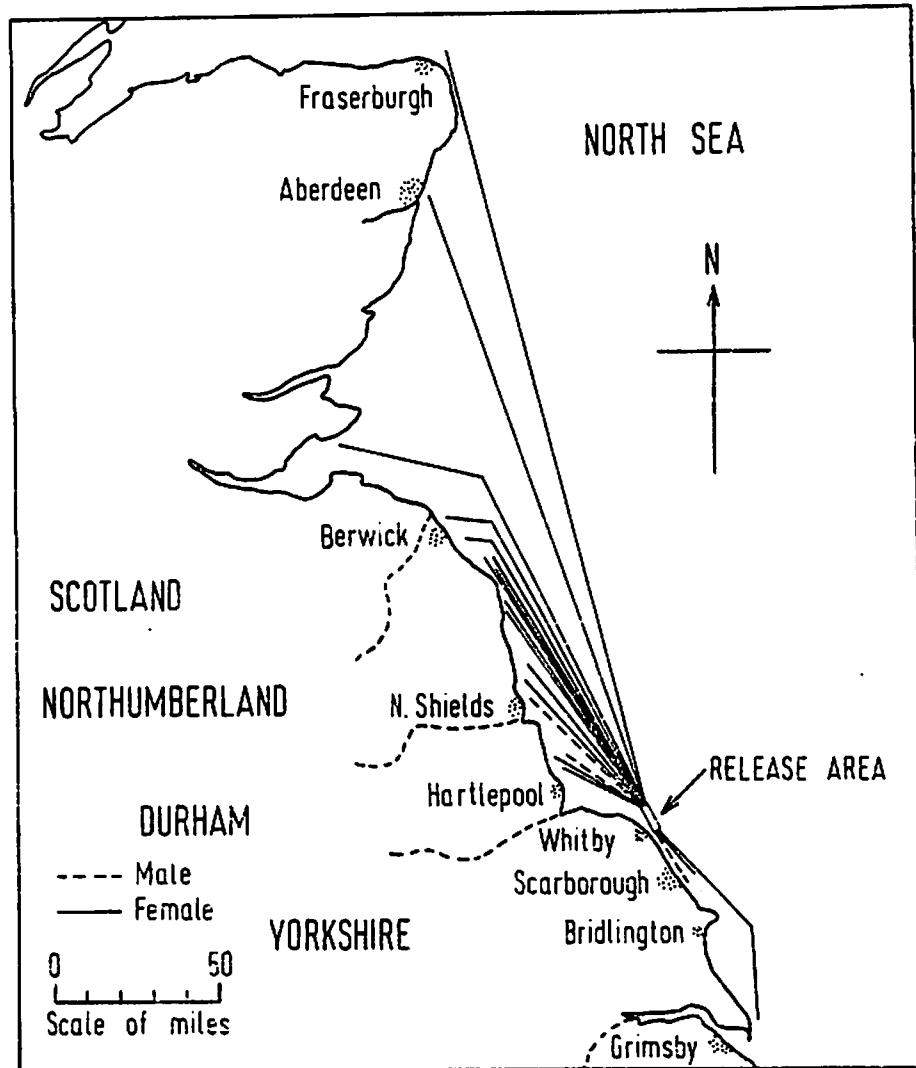 Fraserburgh
NORTH SEA
Aberdeen
N
Berwick
SCOTLAND
NORTHUMBERLAND
N. Shields
RELEASE AREA
Hartlepool
DURHAM
Whitby
Male
Scarborough
Female
YORKSHIRE
Bridlington
0 50
Scale of miles
Grimsby